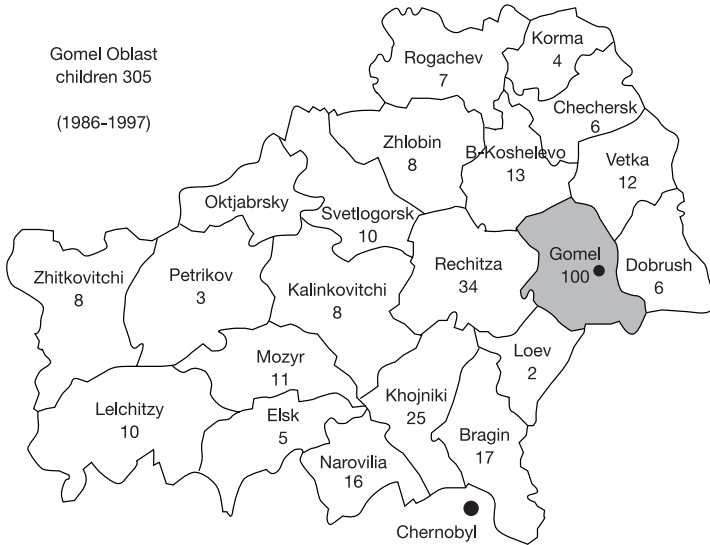 Gomel Oblast
children 305
(1986-1997)
Rogachev
7
Korma
4
Chechersk
6
Zhlobin
8
B-Koshelevo
13
Vetka
12
Oktjabrsky
Svetlogorsk
10
Zhitkovitchi
8
Petrikov
3
Kalinkovitchi
8
Rechitza
34
Gomel
100
Dobrush
6
Mozyr
11
Loev
2
Lelchitzy
10
Elsk
5
Khojniki
25
Bragin
17
Narovilia
16
Chernobyl